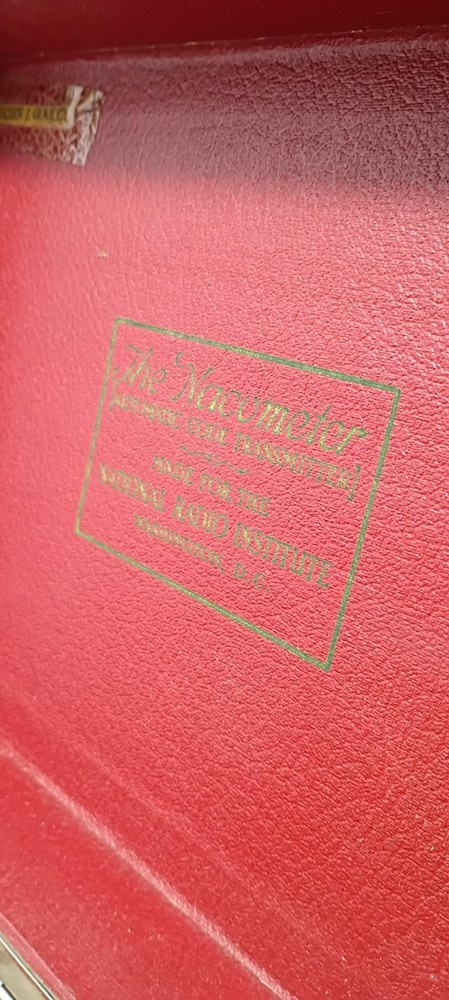 The Nacometer
[AUTOMATIC CODE TRANSMITTER]
MADE FOR THE
NATIONAL RADIO INSTITUTE
WASHINGTON, D. C.